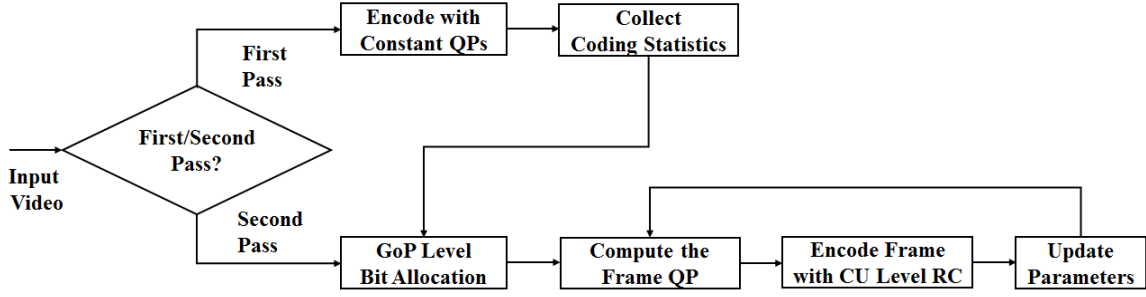 Encode with
Constant QPs
Collect
Coding Statistics
First
Pass
First/Second
Pass?
Input
Video
Second
Pass
GoP Level
Bit Allocation
Compute the
Frame QP
Encode Frame
with CU Level RC
Update
Parameters